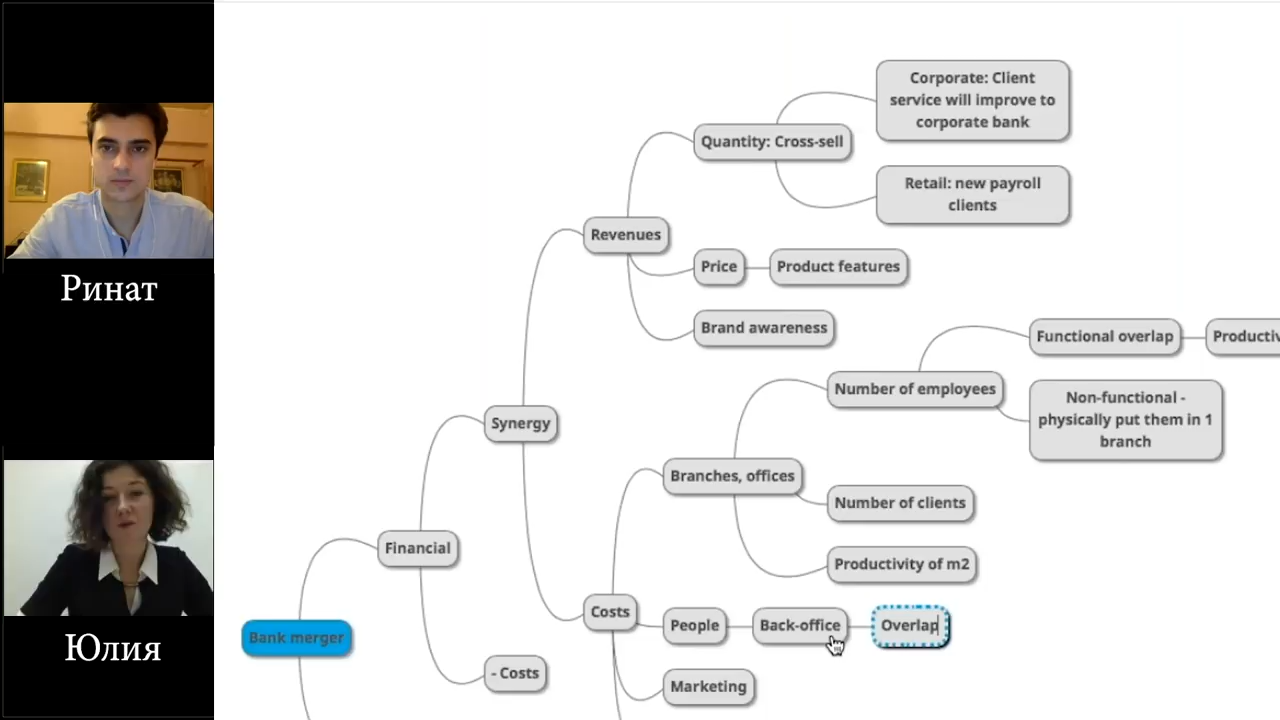 Ринат
Юлия
Corporate: Client
service will improve to
corporate bank
Quantity: Cross-sell
Retail: new payroll
clients
Revenues
Price
Product features
Brand awareness
Functional overlap
Number of employees
Non-functional -
physically put them in 1
branch
Synergy
Branches, offices
Number of clients
Financial
Productivity of m2
Costs
People
Back-office
Overlap
Bank merger
- Costs
Marketing